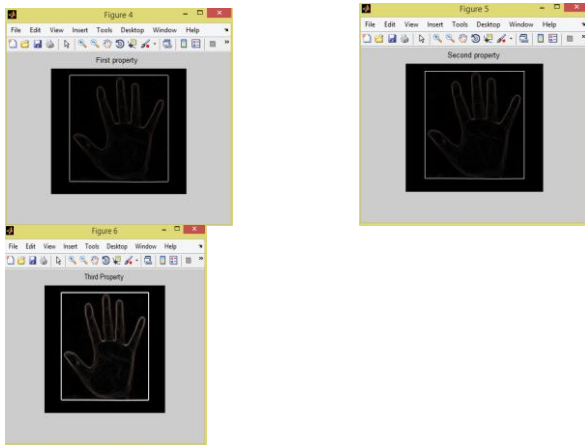 Figure 4
File Edit View Insert Tools Desktop Window Help
First property
Figure 5
File Edit View Insert Tools Desktop Window Help
Second property
Figure 6
File Edit View Insert Tools Desktop Window Help
Third Property